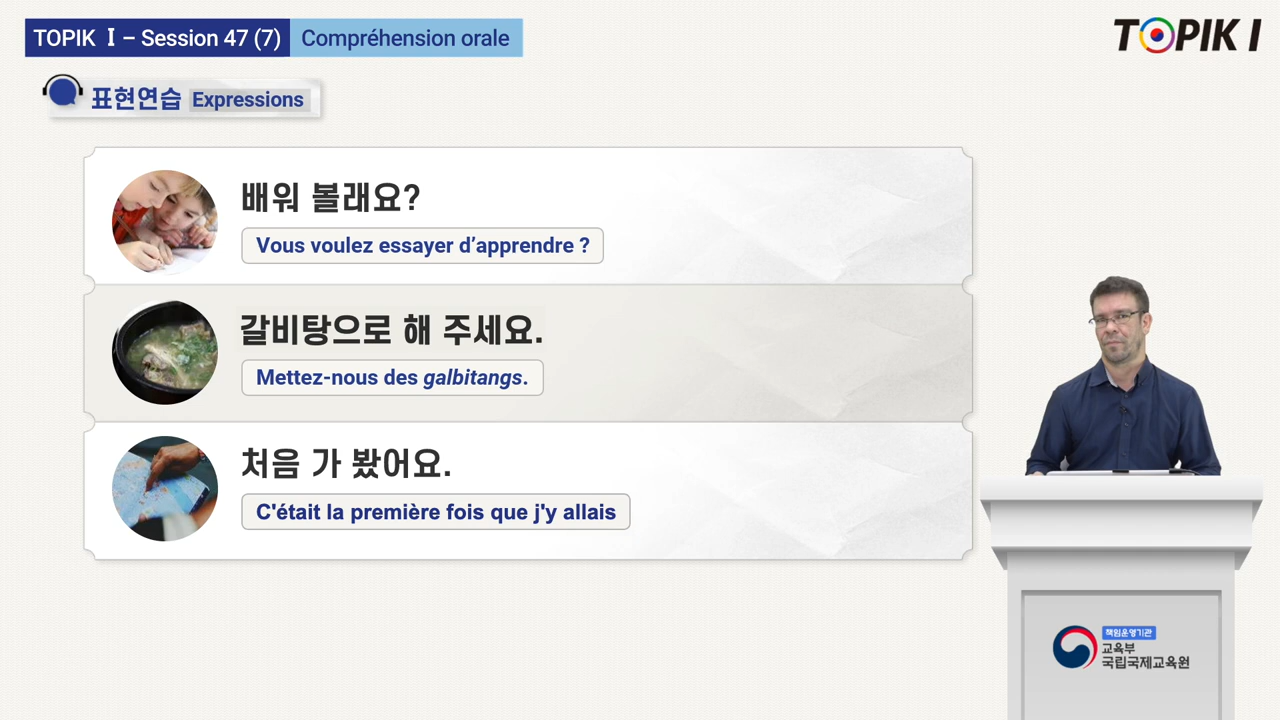 TOPIK Ⅰ – Session 47 (7) Compréhension orale
TOPIK I
표현연습 Expressions
배워 볼래요?
Vous voulez essayer d’apprendre ?
갈비탕으로 해 주세요.
Mettez-nous des galbitangs.
처음 가 봤어요.
C'était la première fois que j'y allais
책임운영기관
교육부
국립국제교육원